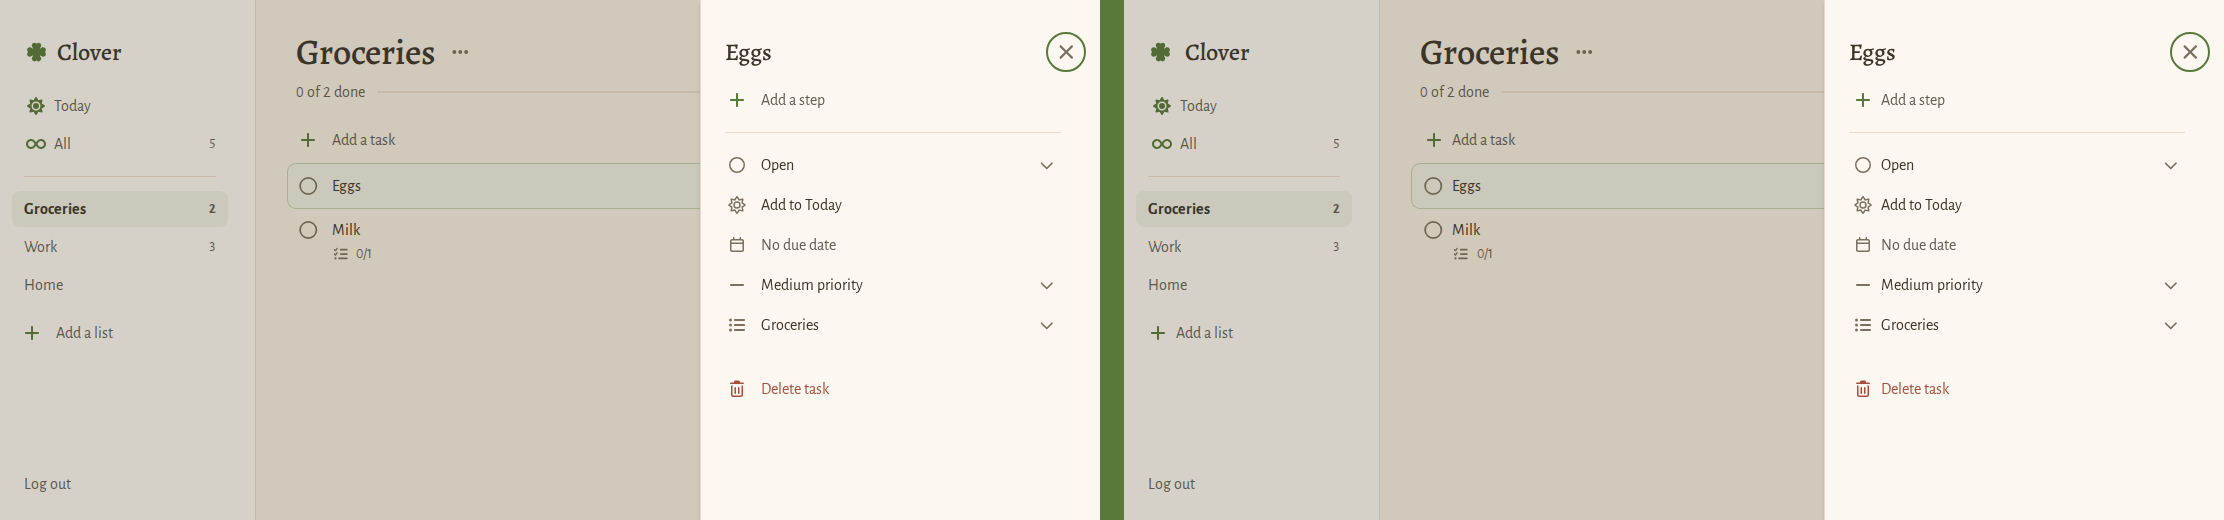 Clover
Today
All 5
Groceries 2
Work 3
Home
Add a list
Log out
Groceries
0 of 2 done
Add a task
Eggs
Milk
0/1
Eggs
Add a step
Open
Add to Today
No due date
Medium priority
Groceries
Delete task
Clover
Today
All 5
Groceries 2
Work 3
Home
Add a list
Log out
Groceries
0 of 2 done
Add a task
Eggs
Milk
0/1
Eggs
Add a step
Open
Add to Today
No due date
Medium priority
Groceries
Delete task